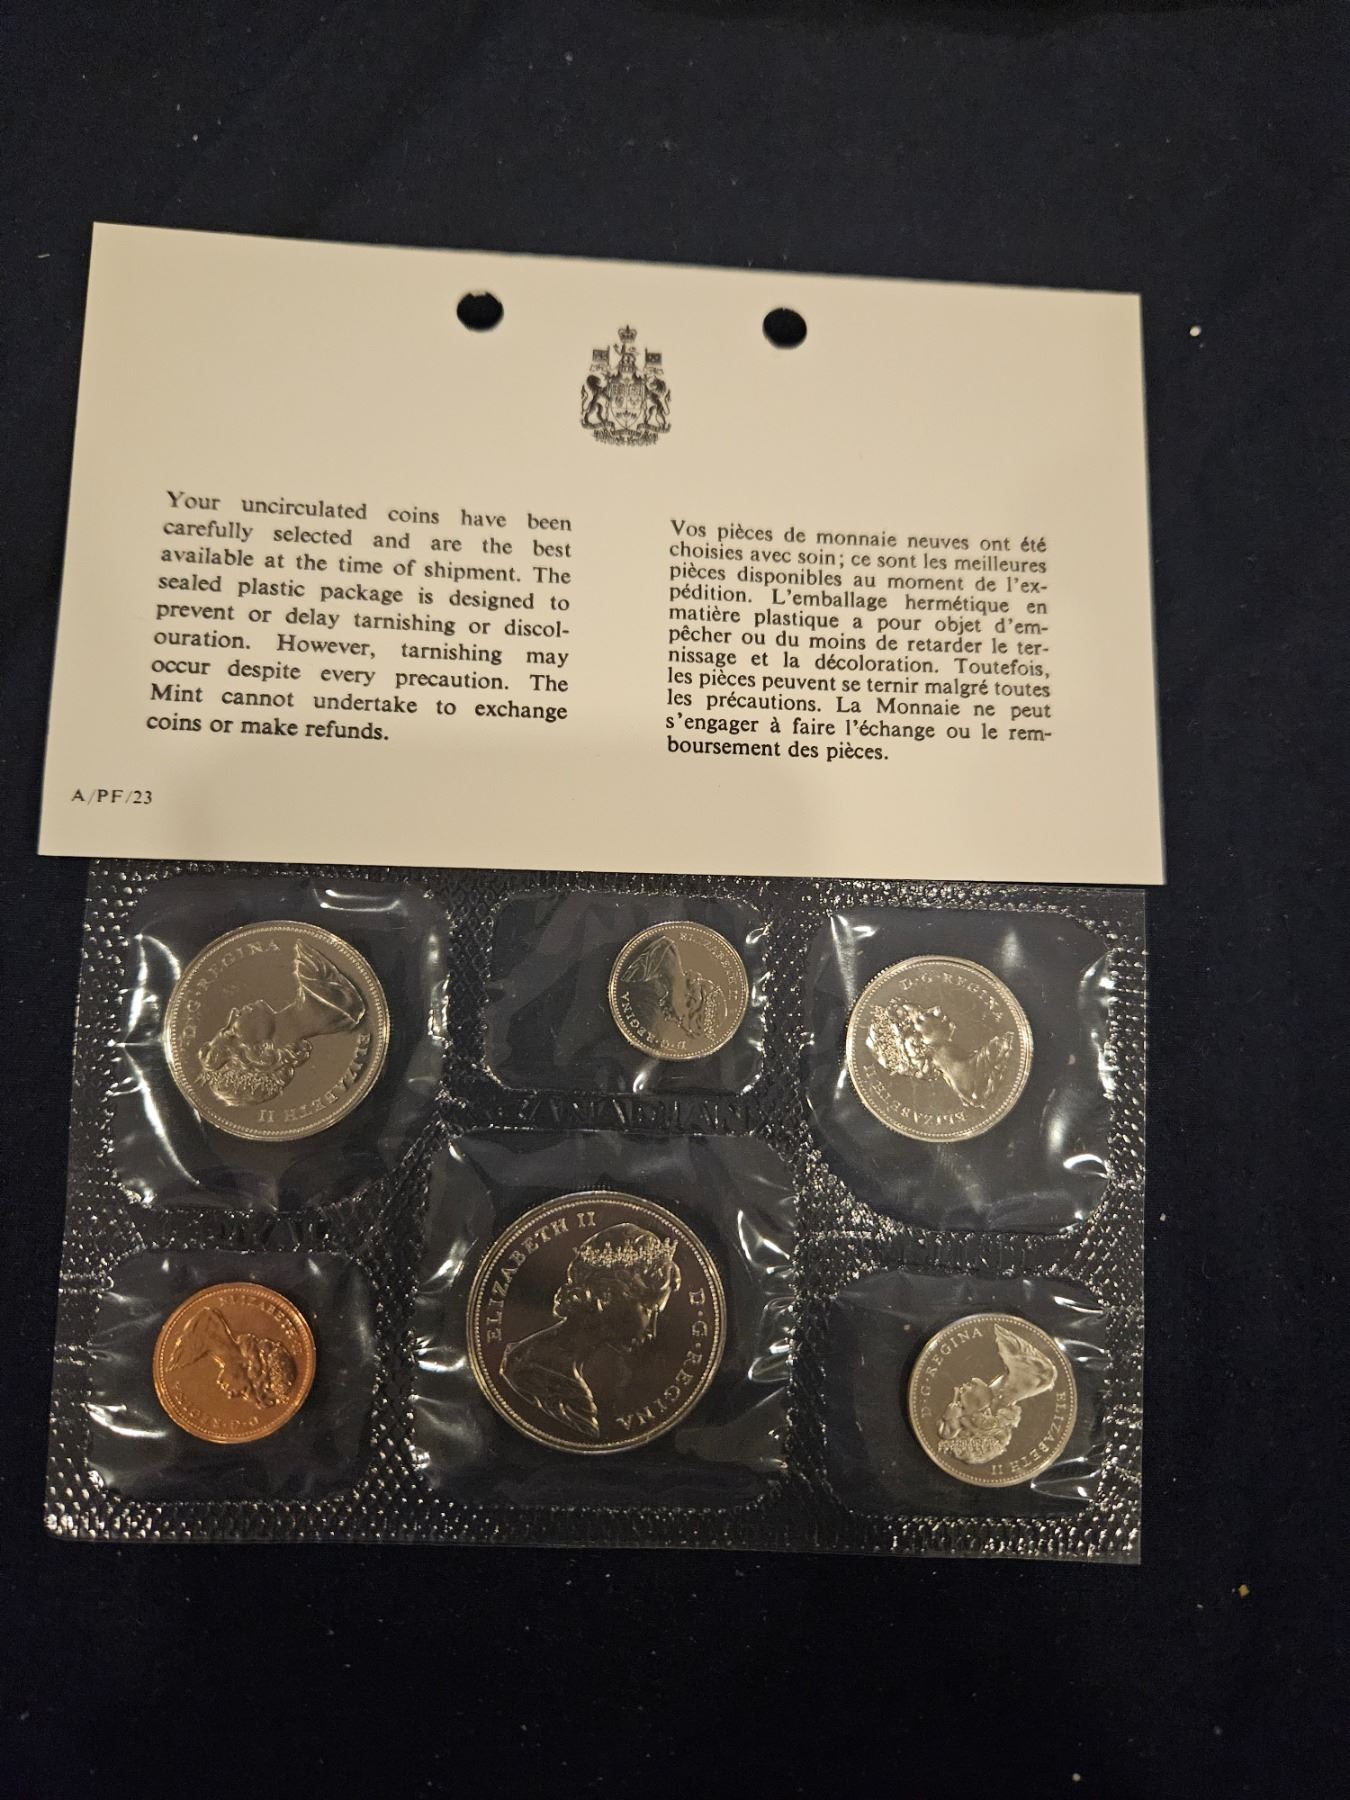 Your uncirculated coins have been
carefully selected and are the best
available at the time of shipment. The
sealed plastic package is designed to
prevent or delay tarnishing or discol-
ouration. However, tarnishing may
occur despite every precaution. The
Mint cannot undertake to exchange
coins or make refunds.
A/PF/23
Vos pièces de monnaie neuves ont été
choisies avec soin; ce sont les meilleures
pièces disponibles au moment de l'ex-
pédition. L'emballage hermétique en
matière plastique a pour objet d'em-
pêcher ou du moins de retarder le ter-
nissage et la décoloration. Toutefois,
les pièces peuvent se ternir malgré toutes
les précautions. La Monnaie ne peut
s'engager à faire l'échange ou le rem-
boursement des pièces.
ELIZABETH II D·G·REGINA
ELIZABETH II D·G·REGINA
ELIZABETH II D·G·REGINA
CANADIAN
ELIZABETH II D·G·REGINA
ELIZABETH II D·G·REGINA
ELIZABETH II D·G·REGINA